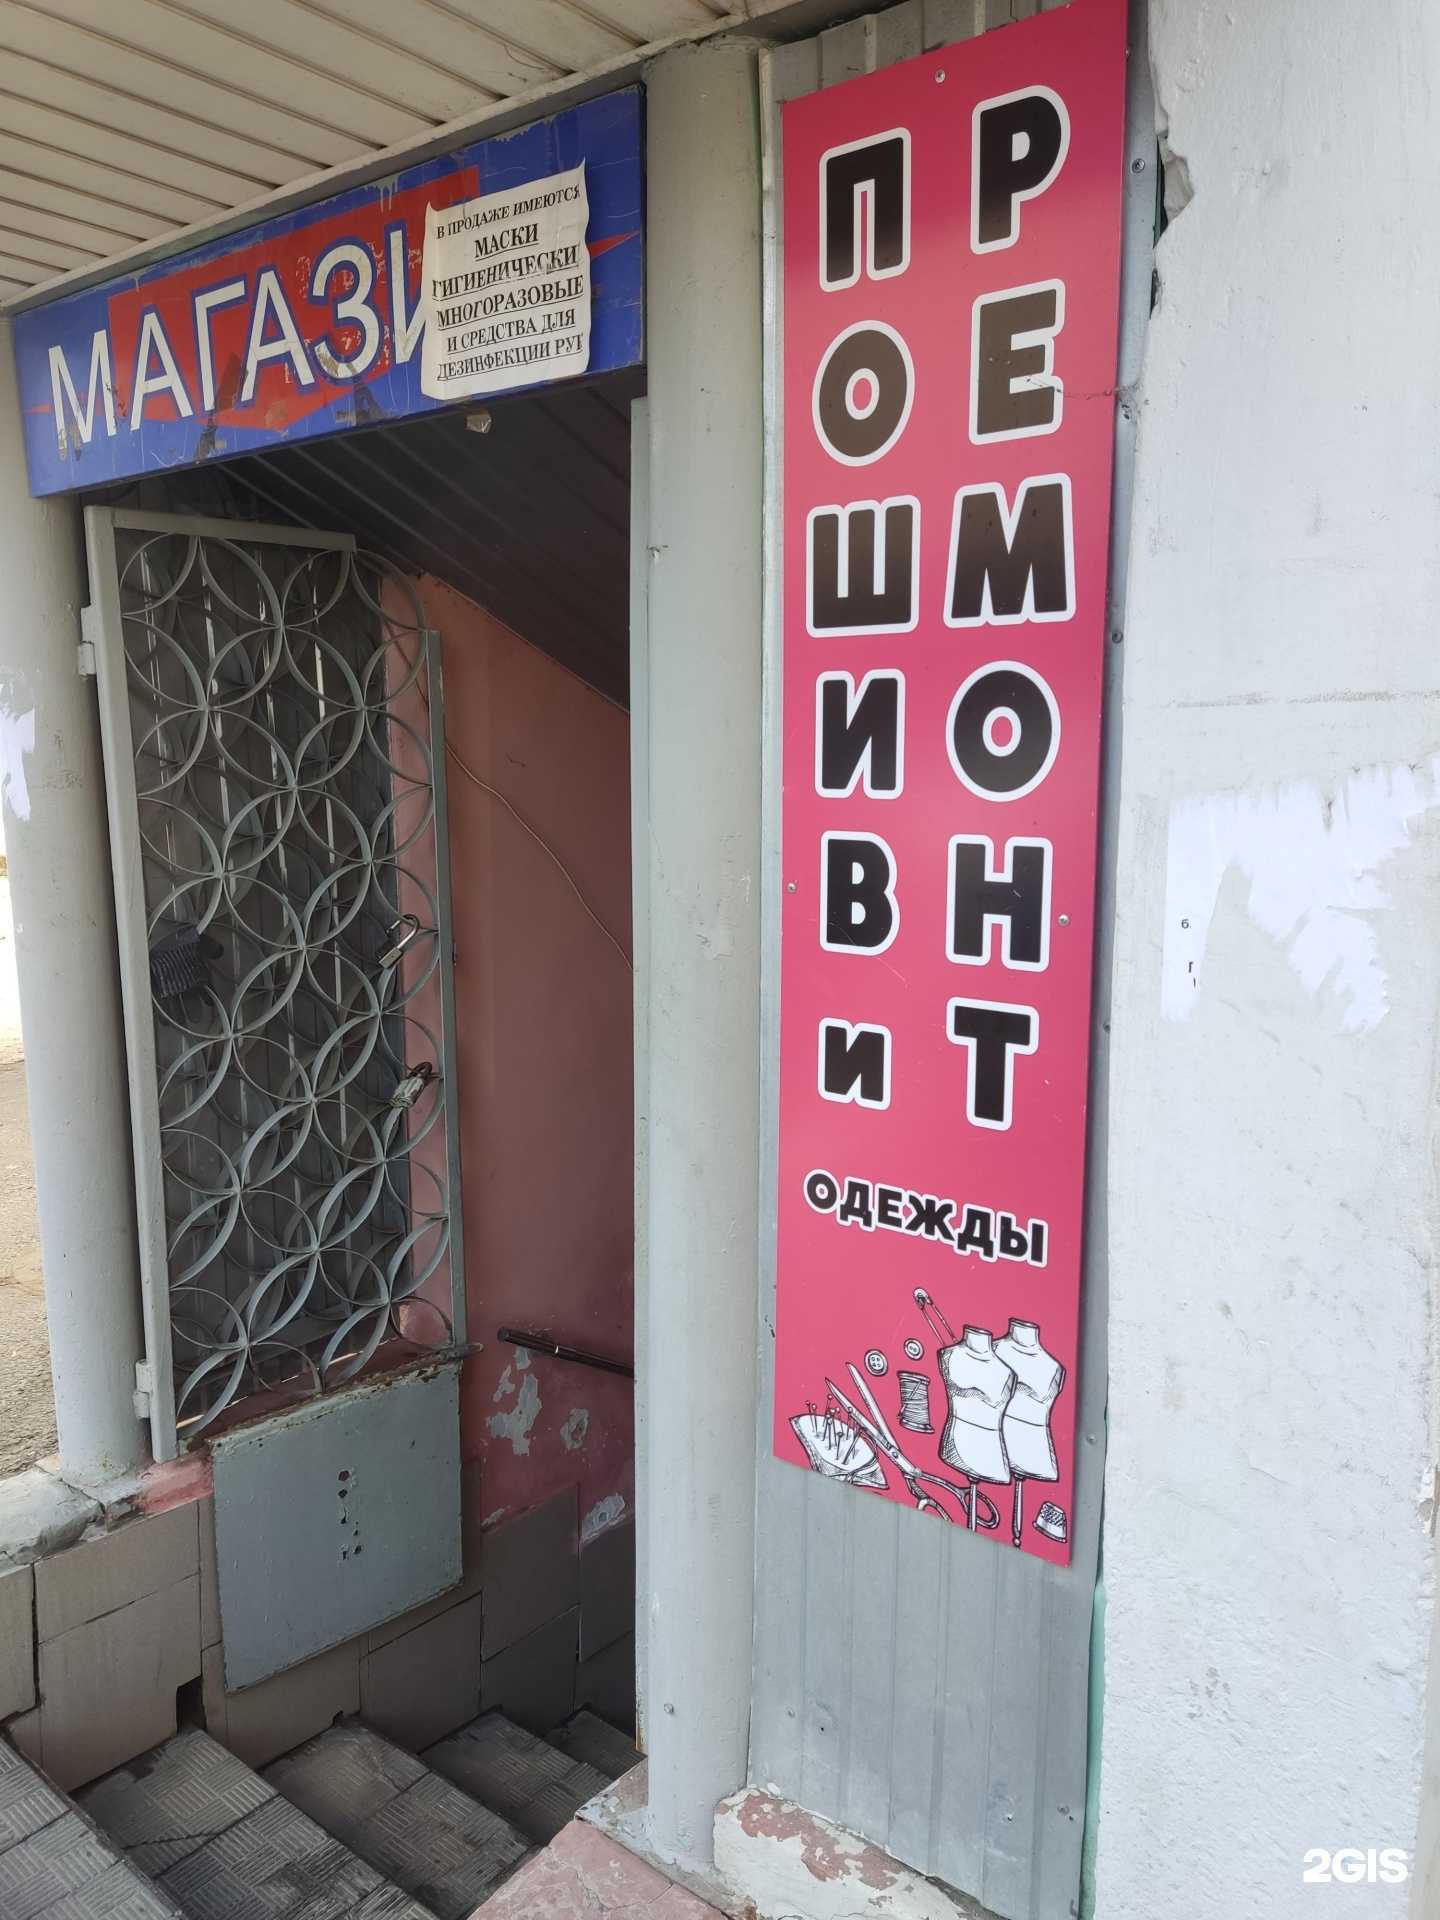 МАГАЗИ
В ПРОДАЖЕ ИМЕЮТСЯ
МАСКИ
ГИГИЕНИЧЕСКИ
МНОГОРАЗОВЫЕ
И СРЕДСТВА ДЛЯ
ДЕЗИНФЕКЦИИ РУК
ПОШИВ и
РЕМОНТ
ОДЕЖДЫ
2GIS